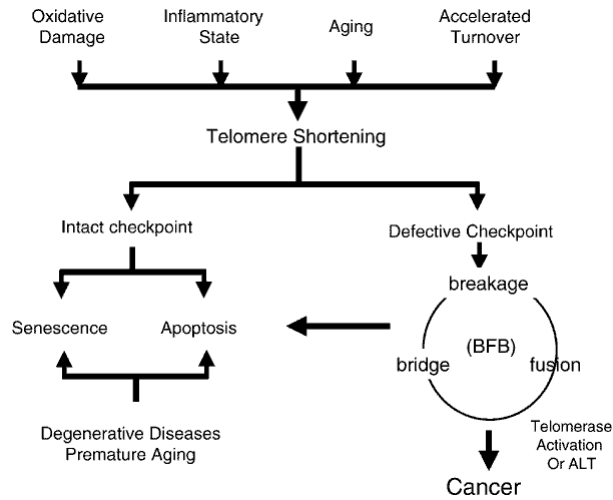 Oxidative
Damage
Inflammatory
State
Aging
Accelerated
Turnover
Telomere Shortening
Intact checkpoint
Defective Checkpoint
breakage
Senescence
Apoptosis
(BFB)
bridge
fusion
Degenerative Diseases
Premature Aging
Telomerase
Activation
Or ALT
Cancer